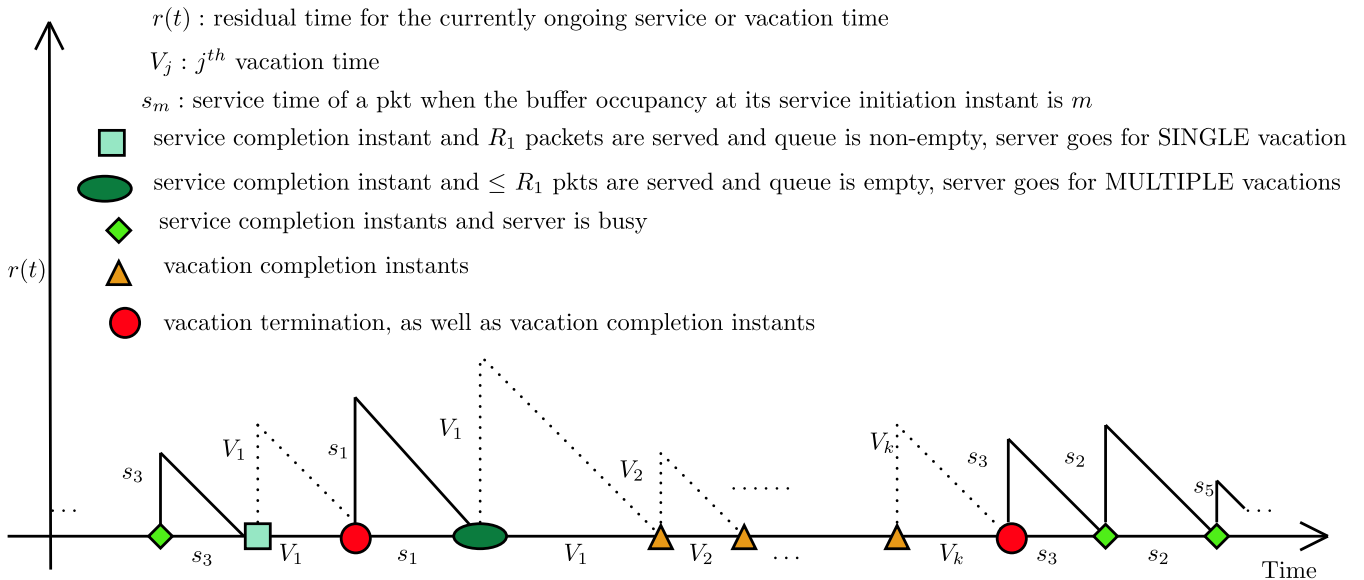 r(t) : residual time for the currently ongoing service or vacation time
V_j : j^{th} vacation time
s_m : service time of a pkt when the buffer occupancy at its service initiation instant is m
service completion instant and R_1 packets are served and queue is non-empty, server goes for SINGLE vacation
service completion instant and ≤ R_1 pkts are served and queue is empty, server goes for MULTIPLE vacations
service completion instants and server is busy
vacation completion instants
r(t)
vacation termination, as well as vacation completion instants
s_3 V_1 s_1 V_1 V_2 ...... V_k s_3 s_2 s_5
... ...
s_3 V_1 s_1 V_1 V_2 ... V_k s_3 s_2
Time